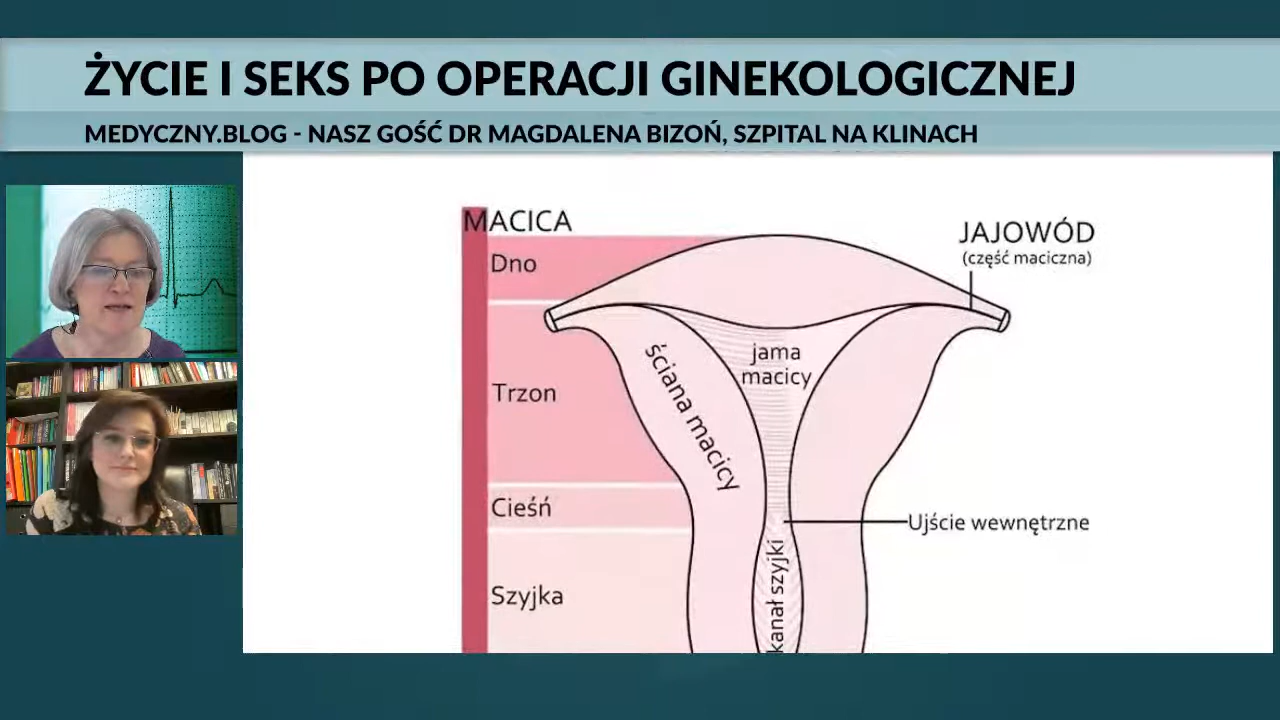 ŻYCIE I SEKS PO OPERACJI GINEKOLOGICZNEJ
MEDYCZNY.BLOG - NASZ GOŚĆ DR MAGDALENA BIZOŃ, SZPITAL NA KLINACH
MACICA
JAJOWÓD
(część maciczna)
Dno
jama
macicy
ściana macicy
Trzon
Cieśń
Ujście wewnętrzne
kanał szyjki
Szyjka